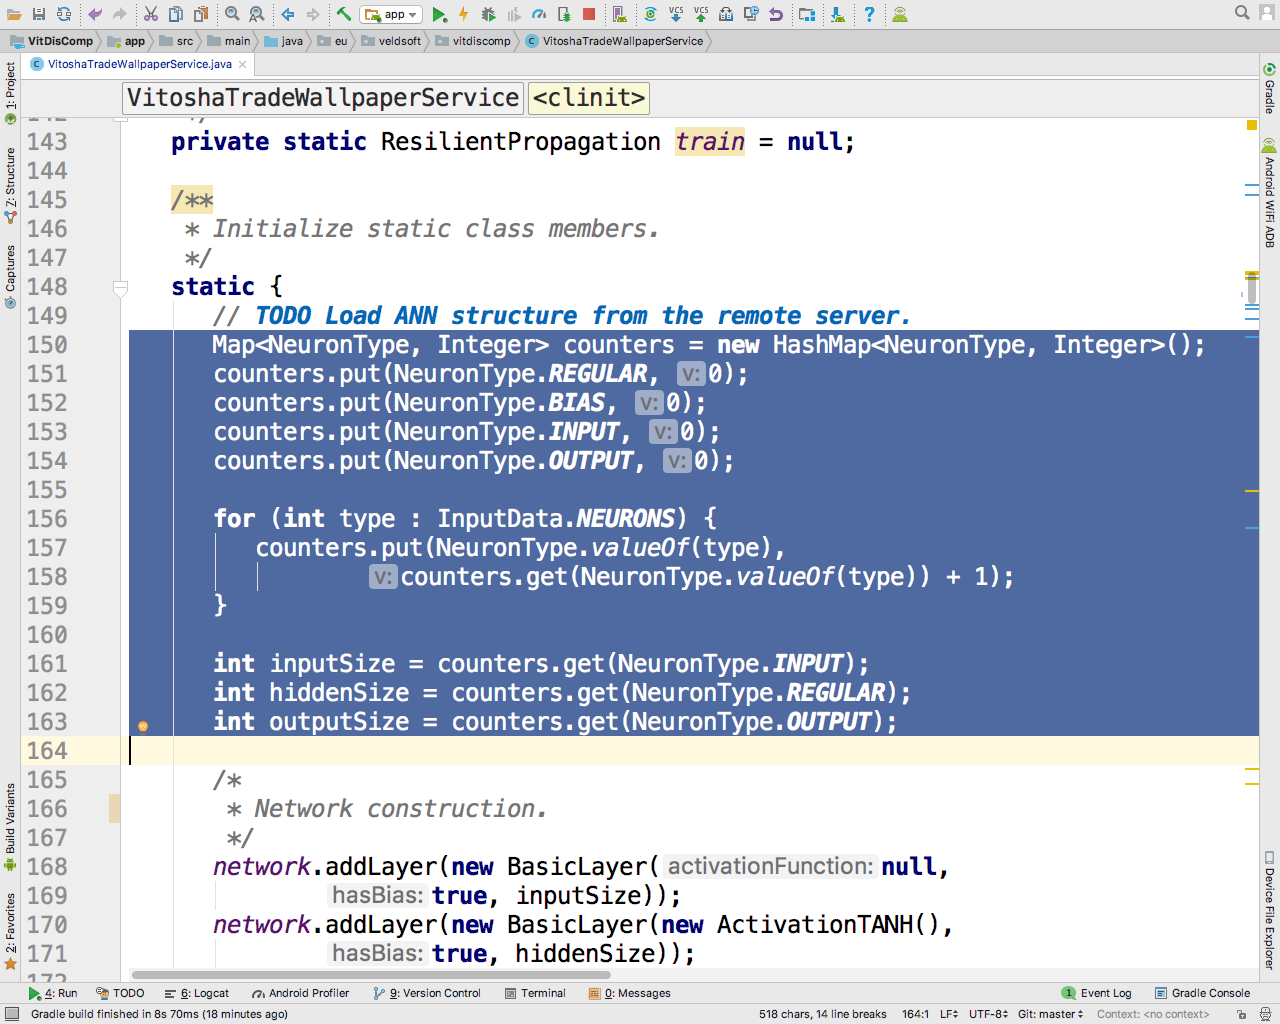 app
VitDisComp app src main java eu veldsoft vitdiscomp VitoshaTradeWallpaperService
VitoshaTradeWallpaperService.java
VitoshaTradeWallpaperService <clinit>
143 private static ResilientPropagation train = null;
144
145 /**
146 * Initialize static class members.
147 */
148 static {
149 // TODO Load ANN structure from the remote server.
150 Map<NeuronType, Integer> counters = new HashMap<NeuronType, Integer>();
151 counters.put(NeuronType.REGULAR, v: 0);
152 counters.put(NeuronType.BIAS, v: 0);
153 counters.put(NeuronType.INPUT, v: 0);
154 counters.put(NeuronType.OUTPUT, v: 0);
155
156 for (int type : InputData.NEURONS) {
157 counters.put(NeuronType.valueOf(type),
158 v: counters.get(NeuronType.valueOf(type)) + 1);
159 }
160
161 int inputSize = counters.get(NeuronType.INPUT);
162 int hiddenSize = counters.get(NeuronType.REGULAR);
163 int outputSize = counters.get(NeuronType.OUTPUT);
164
165 /*
166 * Network construction.
167 */
168 network.addLayer(new BasicLayer( activationFunction: null,
169 hasBias: true, inputSize));
170 network.addLayer(new BasicLayer(new ActivationTANH(),
171 hasBias: true, hiddenSize));
1: Project
Z: Structure
Captures
Build Variants
2: Favorites
Gradle
Android WiFi ADB
Device File Explorer
4: Run TODO 6: Logcat Android Profiler 9: Version Control Terminal 0: Messages 1 Event Log Gradle Console
Gradle build finished in 8s 70ms (18 minutes ago) 518 chars, 14 line breaks 164:1 LF÷ UTF-8÷ Git: master÷ Context: <no context>
VCS VCS